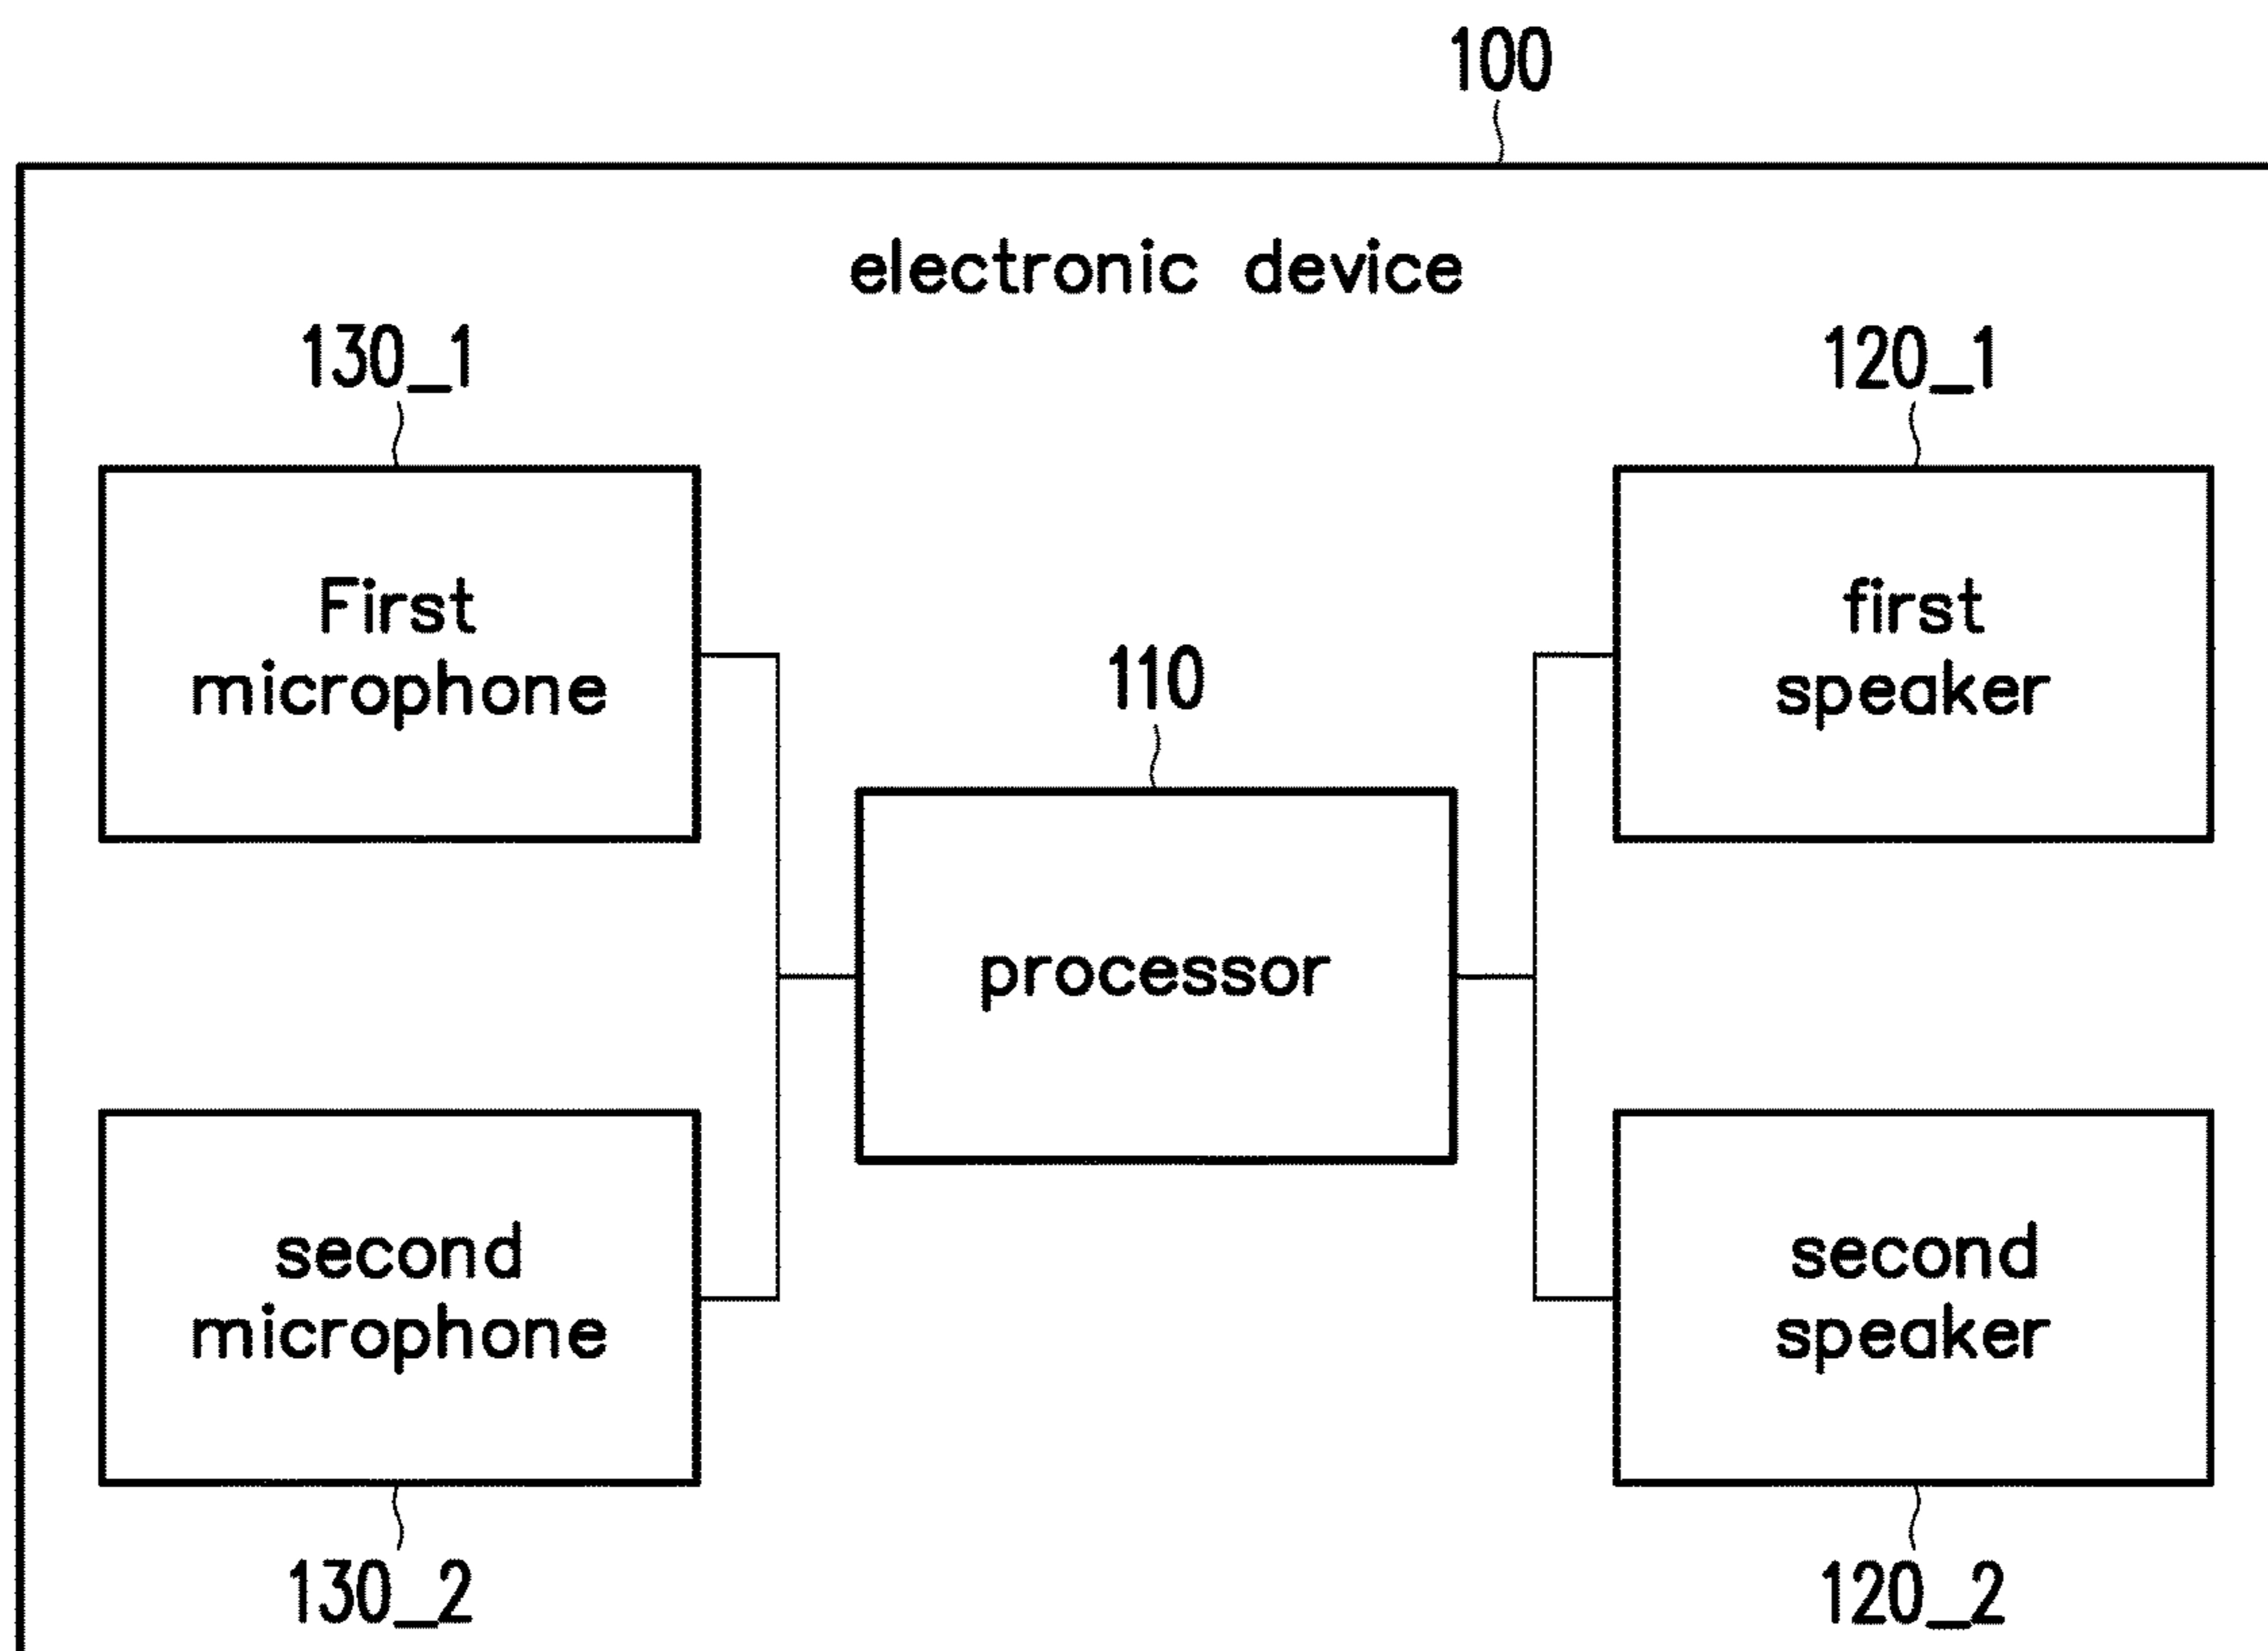 100
electronic device
130_1
120_1
First
microphone
first
speaker
110
processor
second
microphone
second
speaker
130_2
120_2